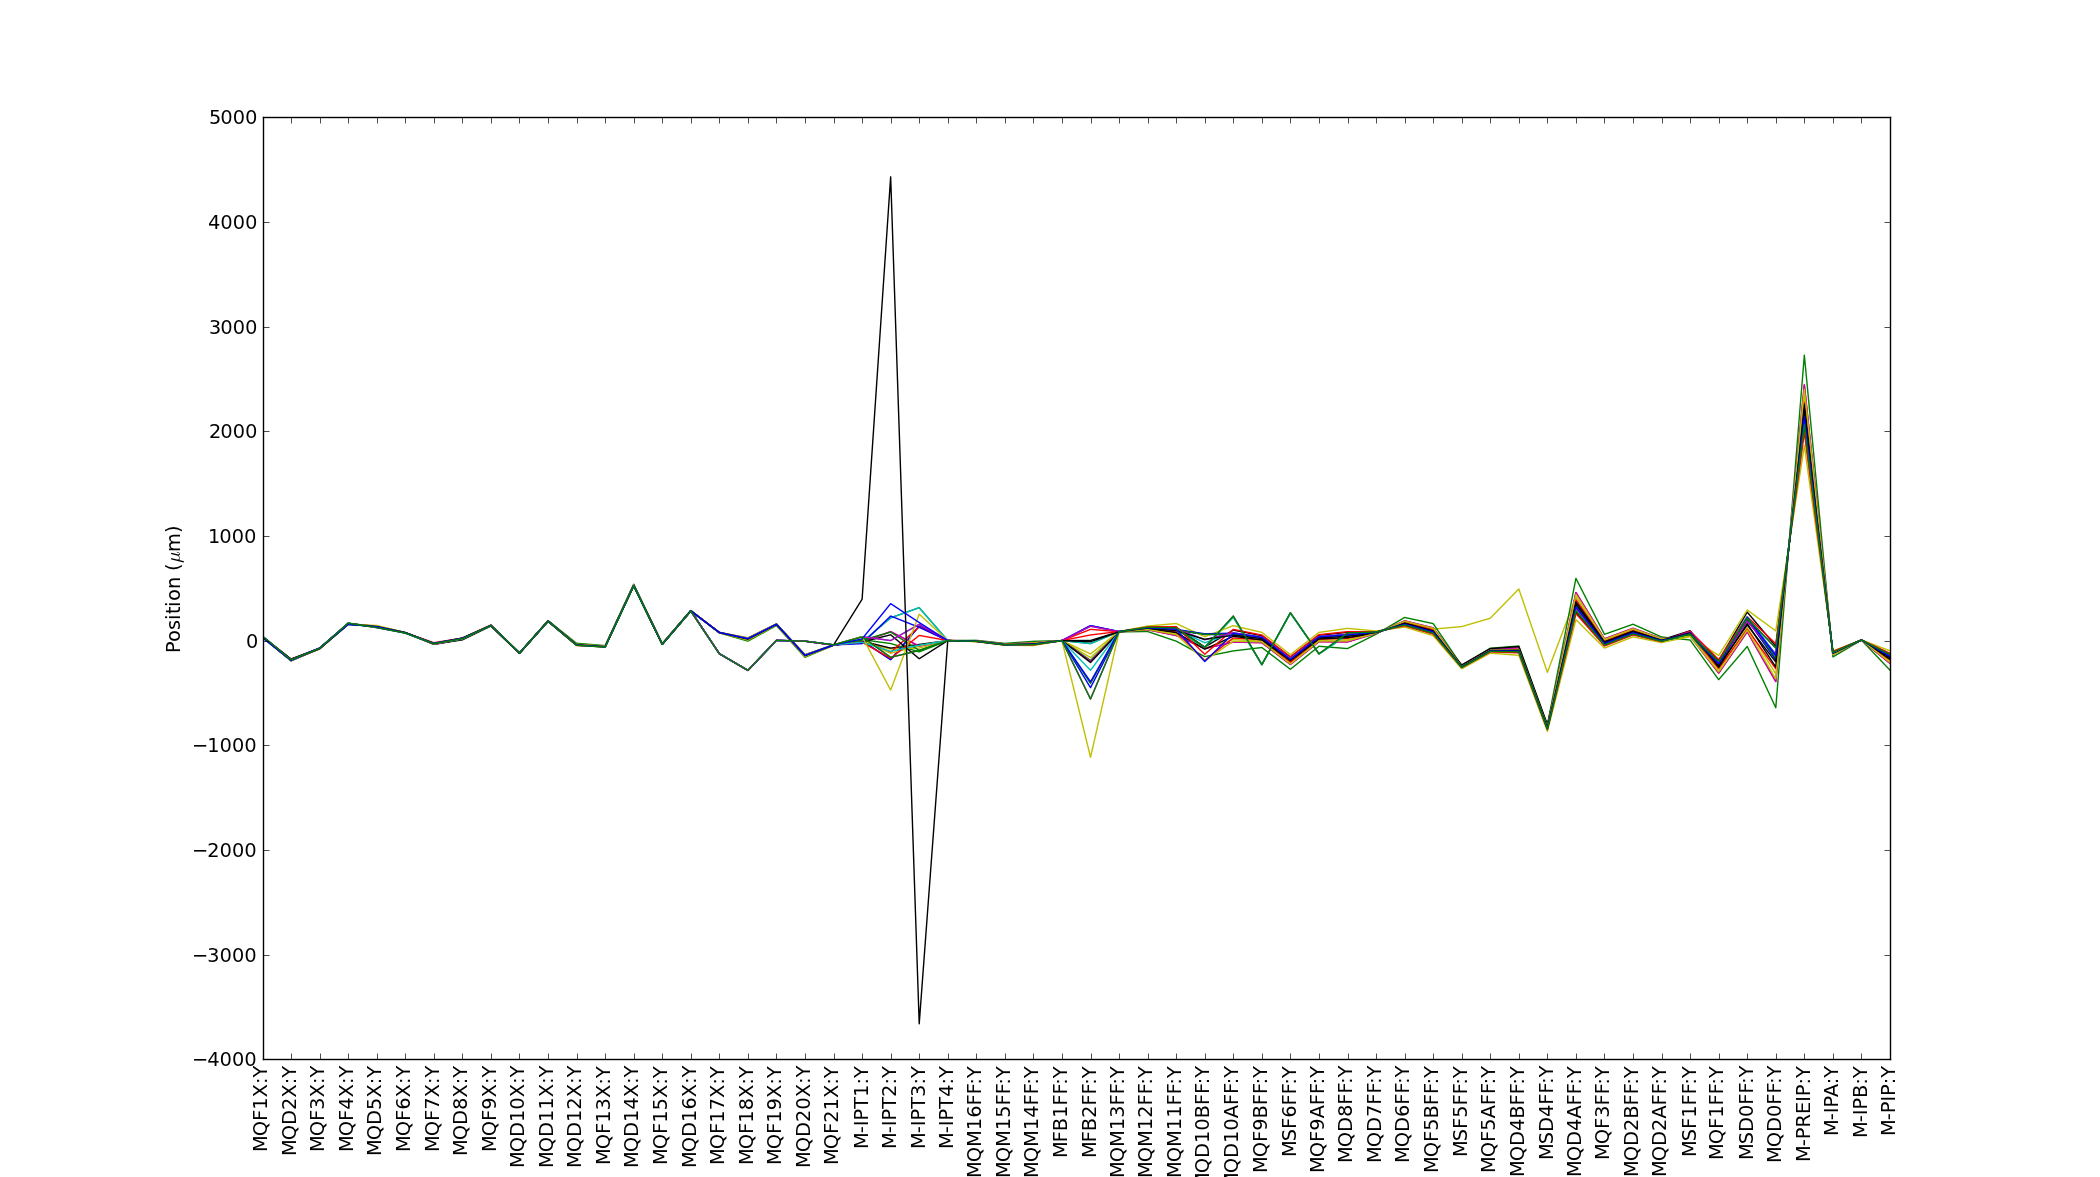 5000
4000
3000
2000
1000
0
−1000
−2000
−3000
−4000
Position (μm)
MQF1X:Y
MQD2X:Y
MQF3X:Y
MQF4X:Y
MQD5X:Y
MQF6X:Y
MQF7X:Y
MQD8X:Y
MQF9X:Y
MQD10X:Y
MQD11X:Y
MQD12X:Y
MQF13X:Y
MQD14X:Y
MQF15X:Y
MQD16X:Y
MQF17X:Y
MQF18X:Y
MQF19X:Y
MQD20X:Y
MQF21X:Y
M-IPT1:Y
M-IPT2:Y
M-IPT3:Y
M-IPT4:Y
MQM16FF:Y
MQM15FF:Y
MQM14FF:Y
MFB1FF:Y
MFB2FF:Y
MQM13FF:Y
MQM12FF:Y
MQM11FF:Y
MQD10BFF:Y
MQD10AFF:Y
MQF9BFF:Y
MSF6FF:Y
MQF9AFF:Y
MQD8FF:Y
MQD7FF:Y
MQD6FF:Y
MQF5BFF:Y
MSF5FF:Y
MQF5AFF:Y
MQD4BFF:Y
MSD4FF:Y
MQD4AFF:Y
MQF3FF:Y
MQD2BFF:Y
MQD2AFF:Y
MSF1FF:Y
MQF1FF:Y
MSD0FF:Y
MQD0FF:Y
M-PREIP:Y
M-IPA:Y
M-IPB:Y
M-PIP:Y